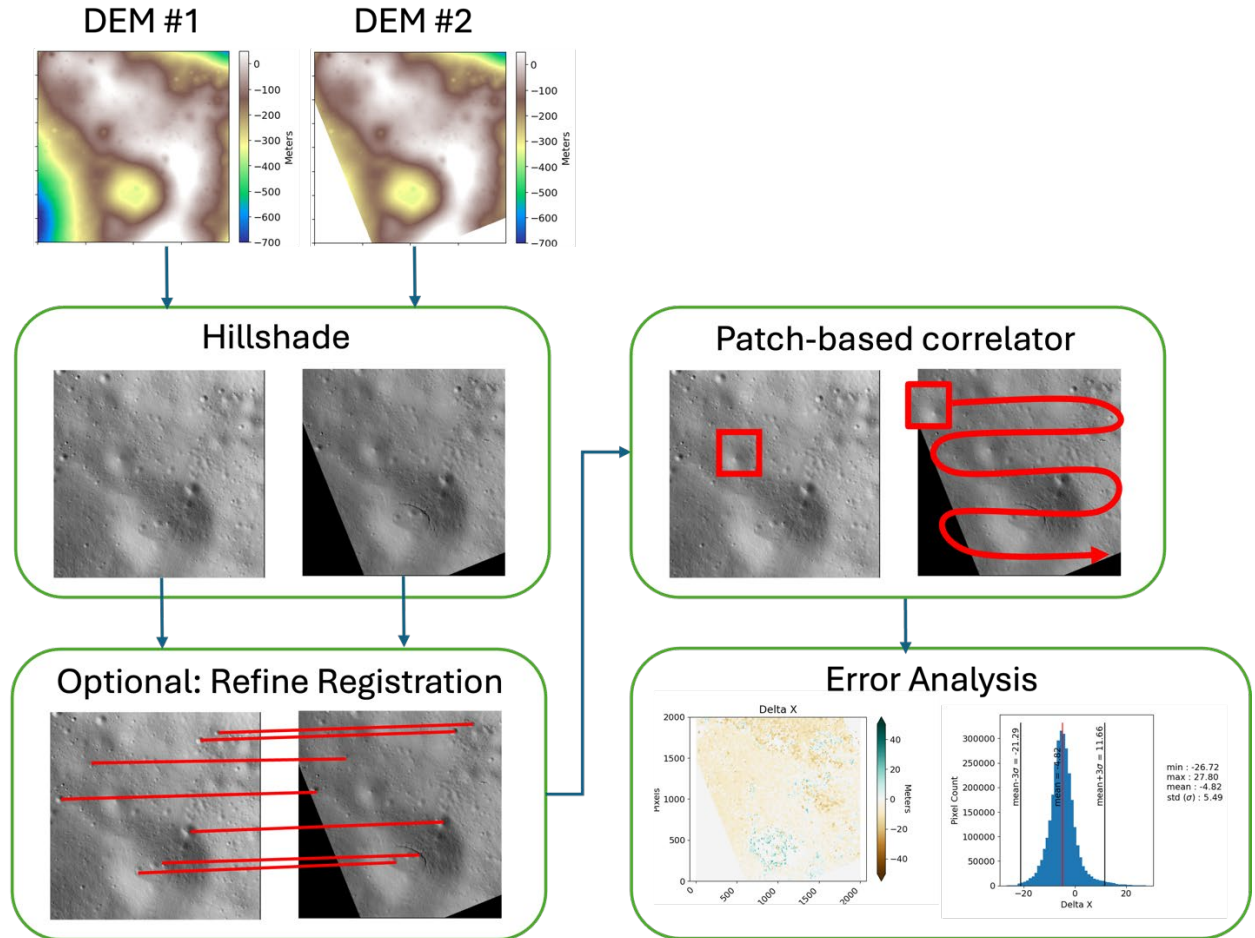 DEM #1
DEM #2
0
−100
−200
−300
−400
−500
−600
−700
Meters
0
−100
−200
−300
−400
−500
−600
−700
Meters
Hillshade
Patch-based correlator
Optional: Refine Registration
Error Analysis
Delta X
2000
1500
1000
500
0
Pixels
0
500
1000
1500
2000
40
20
0
−20
−40
Meters
300000
250000
200000
150000
100000
50000
0
Pixel Count
mean-3σ = -21.29
mean = -4.82
mean+3σ = 11.66
−20
0
20
Delta X
min : -26.72
max : 27.80
mean : -4.82
std (σ) : 5.49